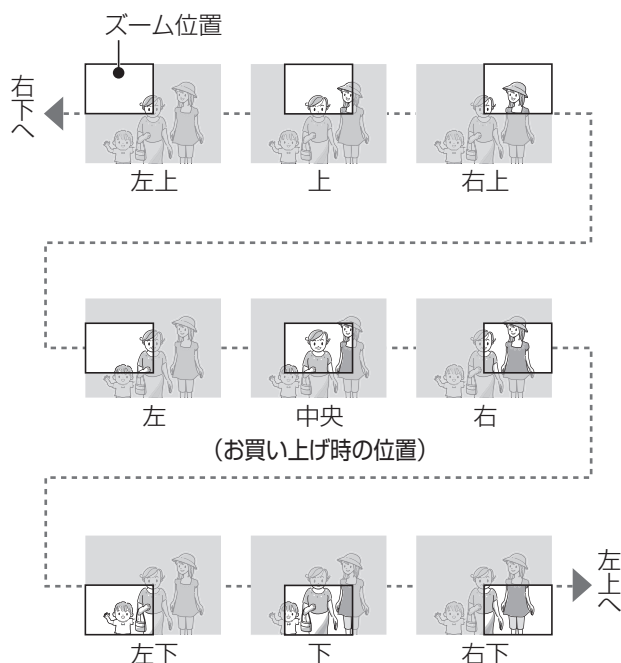 ズーム位置
右下へ
左上
上
右上
左
中央
右
（お買い上げ時の位置）
左下
下
右下
左上へ